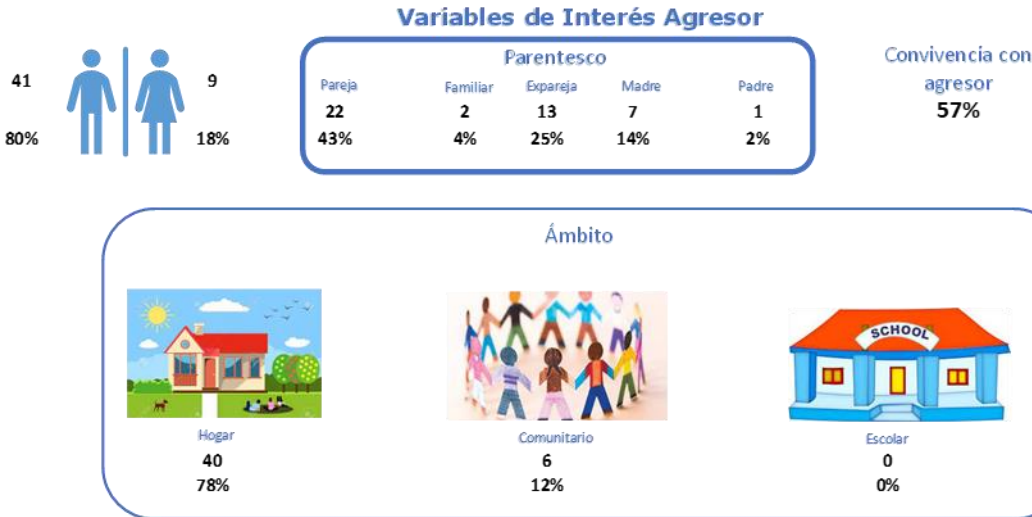 Variables de Interés Agresor
41 9
80% 18%
Parentesco
Pareja Familiar Expareja Madre Padre
22 2 13 7 1
43% 4% 25% 14% 2%
Convivencia con
agresor
57%
Ámbito
SCHOOL
Hogar Comunitario Escolar
40 6 0
78% 12% 0%